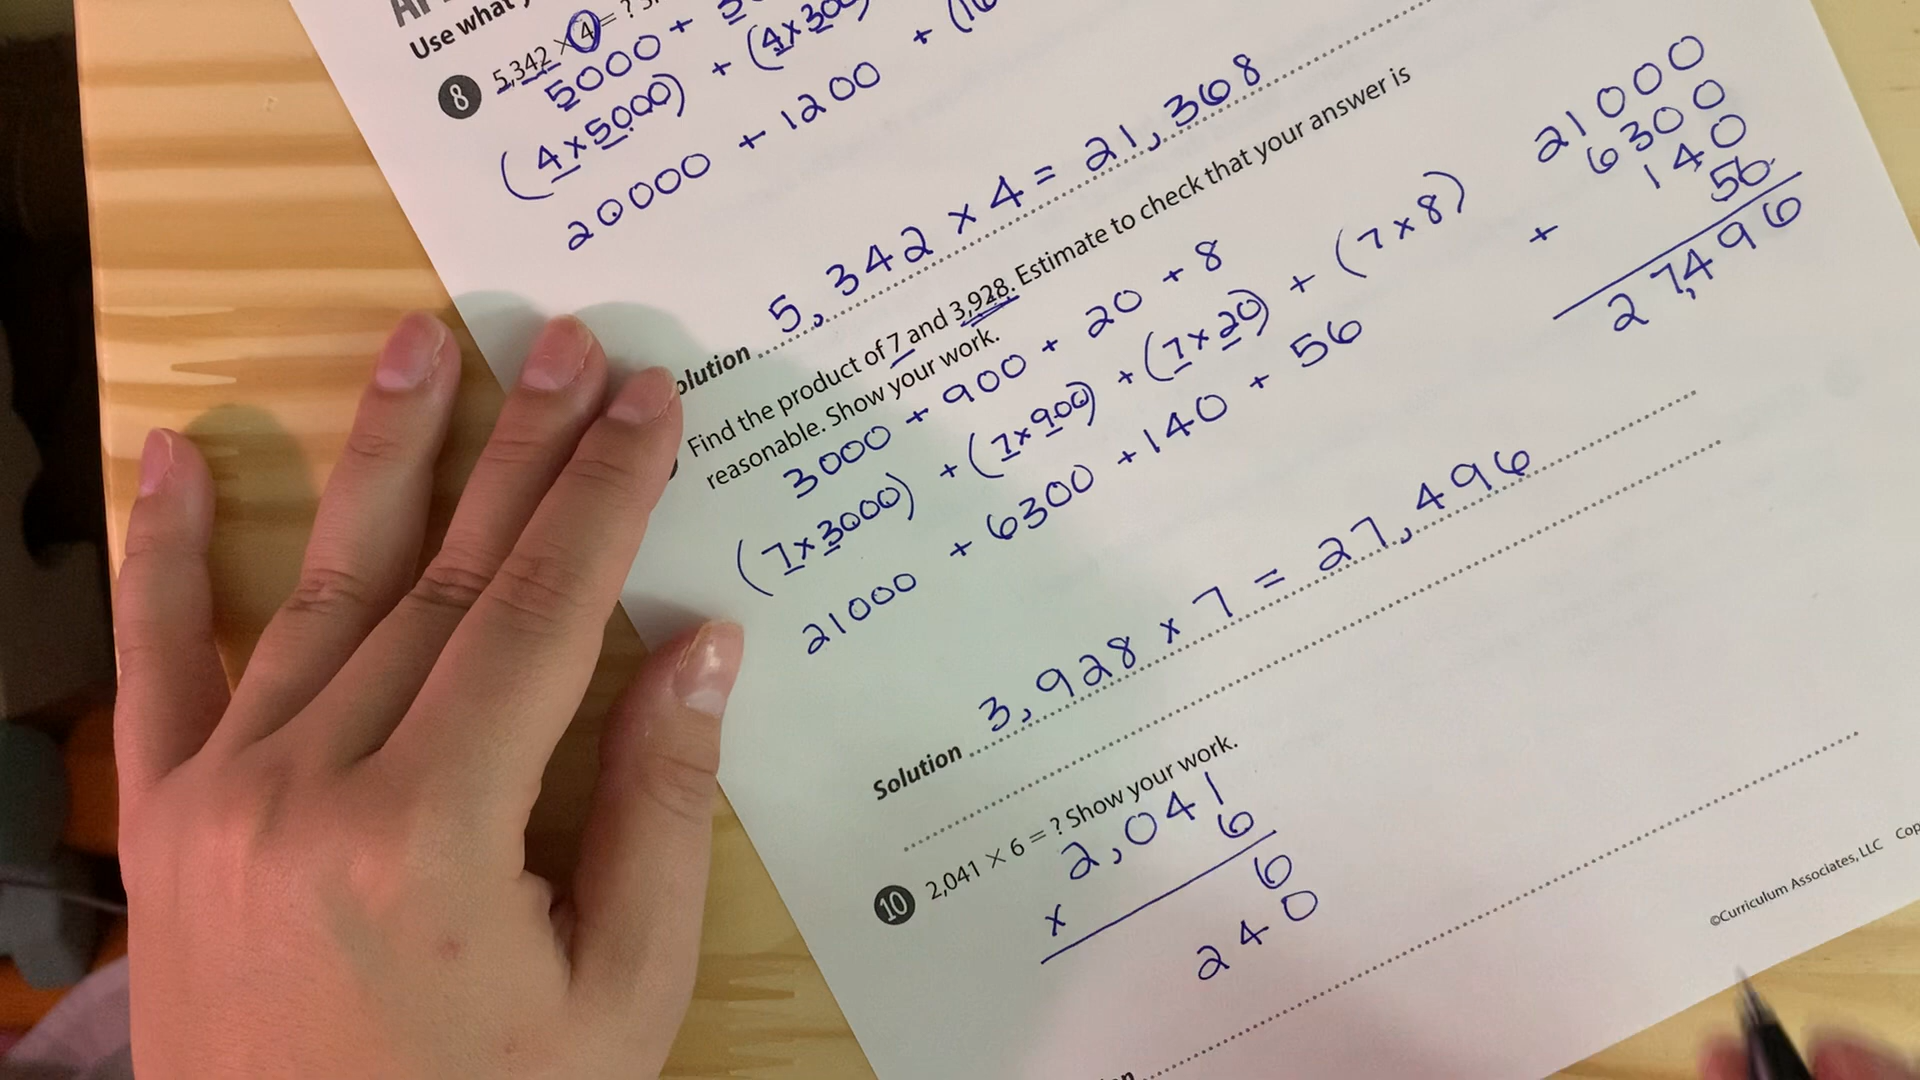 Use what
8 5,342 × 4 = ?
5000 +
(4×5000) + (4×300)
20000 + 1200 +
5,342 × 4 = 21,368
Solution
Find the product of 7 and 3,928. Estimate to check that your answer is
reasonable. Show your work.
3000 + 900 + 20 + 8
(7×3000) + (7×900) + (7×20) + (7×8)
21000 + 6300 + 140 + 56
21000
6300
140
+ 56
27,496
Solution 3,928 × 7 = 27,496
10 2,041 × 6 = ? Show your work.
2,041
× 6
6
240
©Curriculum Associates, LLC Cop